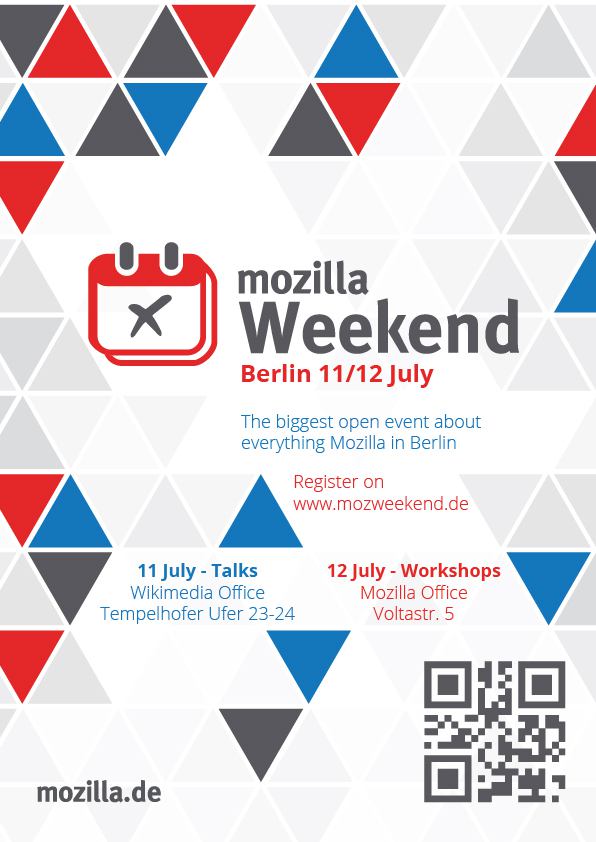 mozilla
Weekend
Berlin 11/12 July
The biggest open event about
everything Mozilla in Berlin
Register on
www.mozweekend.de
11 July - Talks
Wikimedia Office
Tempelhofer Ufer 23-24
12 July - Workshops
Mozilla Office
Voltastr. 5
mozilla.de